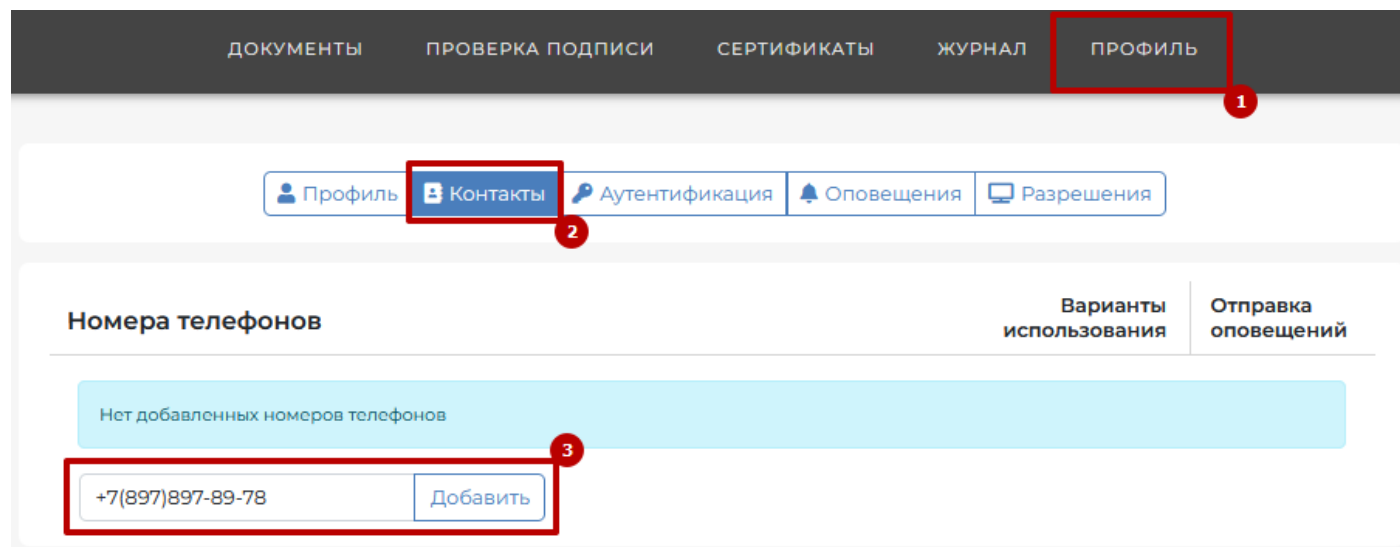 ДОКУМЕНТЫ ПРОВЕРКА ПОДПИСИ СЕРТИФИКАТЫ ЖУРНАЛ ПРОФИЛЬ
1
Профиль Контакты Аутентификация Оповещения Разрешения
2
Номера телефонов
Варианты использования
Отправка оповещений
Нет добавленных номеров телефонов
3
+7(897)897-89-78 Добавить